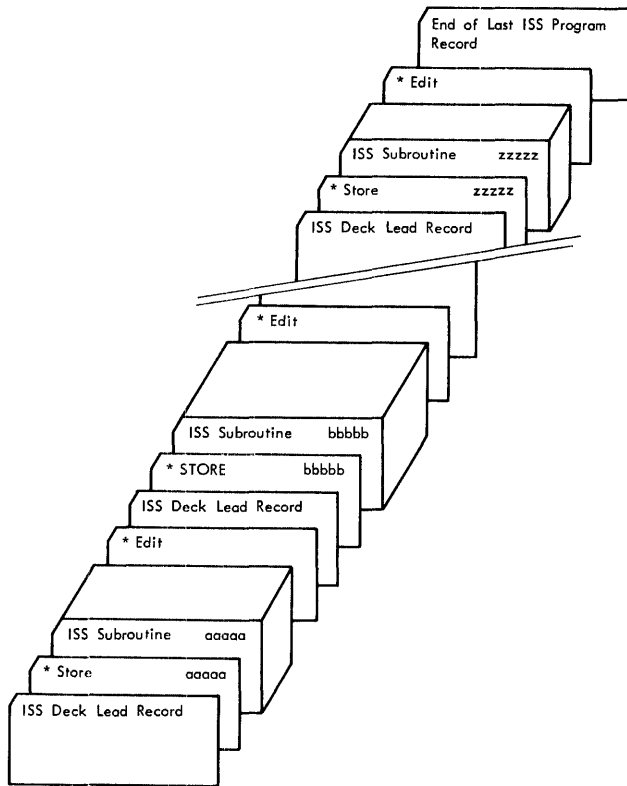 End of Last ISS Program
Record
* Edit
ISS Subroutine zzzzz
* Store zzzzz
ISS Deck Lead Record
* Edit
ISS Subroutine bbbbb
* STORE bbbbb
ISS Deck Lead Record
* Edit
ISS Subroutine aaaaa
* Store aaaaa
ISS Deck Lead Record